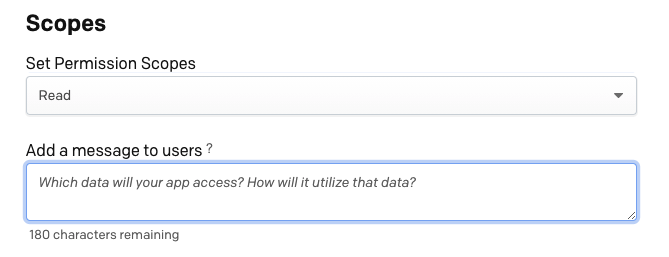 Scopes
Set Permission Scopes
Read
Add a message to users ?
Which data will your app access? How will it utilize that data?
180 characters remaining